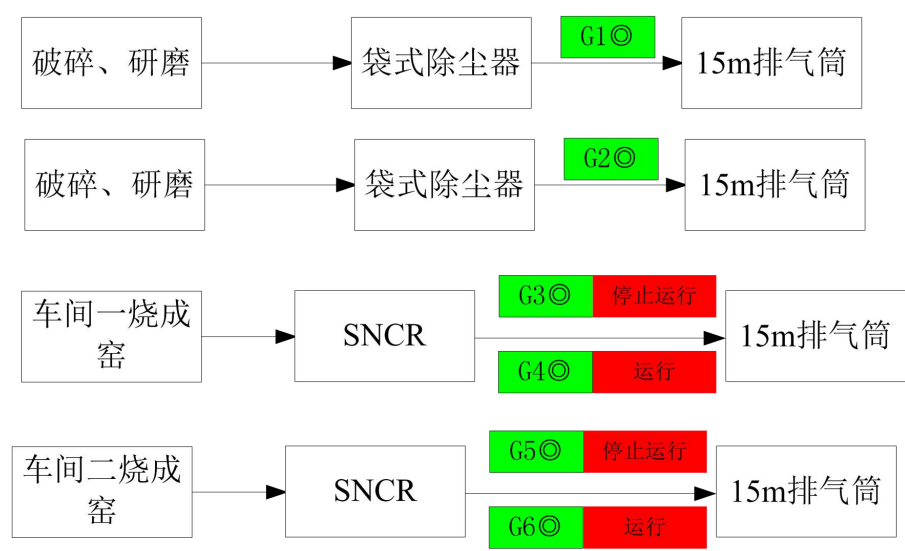 破碎、研磨
袋式除尘器
G1◎
15m排气筒
破碎、研磨
袋式除尘器
G2◎
15m排气筒
车间一烧成
窑
SNCR
G3◎ 停止运行
G4◎ 运行
15m排气筒
车间二烧成
窑
SNCR
G5◎ 停止运行
G6◎ 运行
15m排气筒